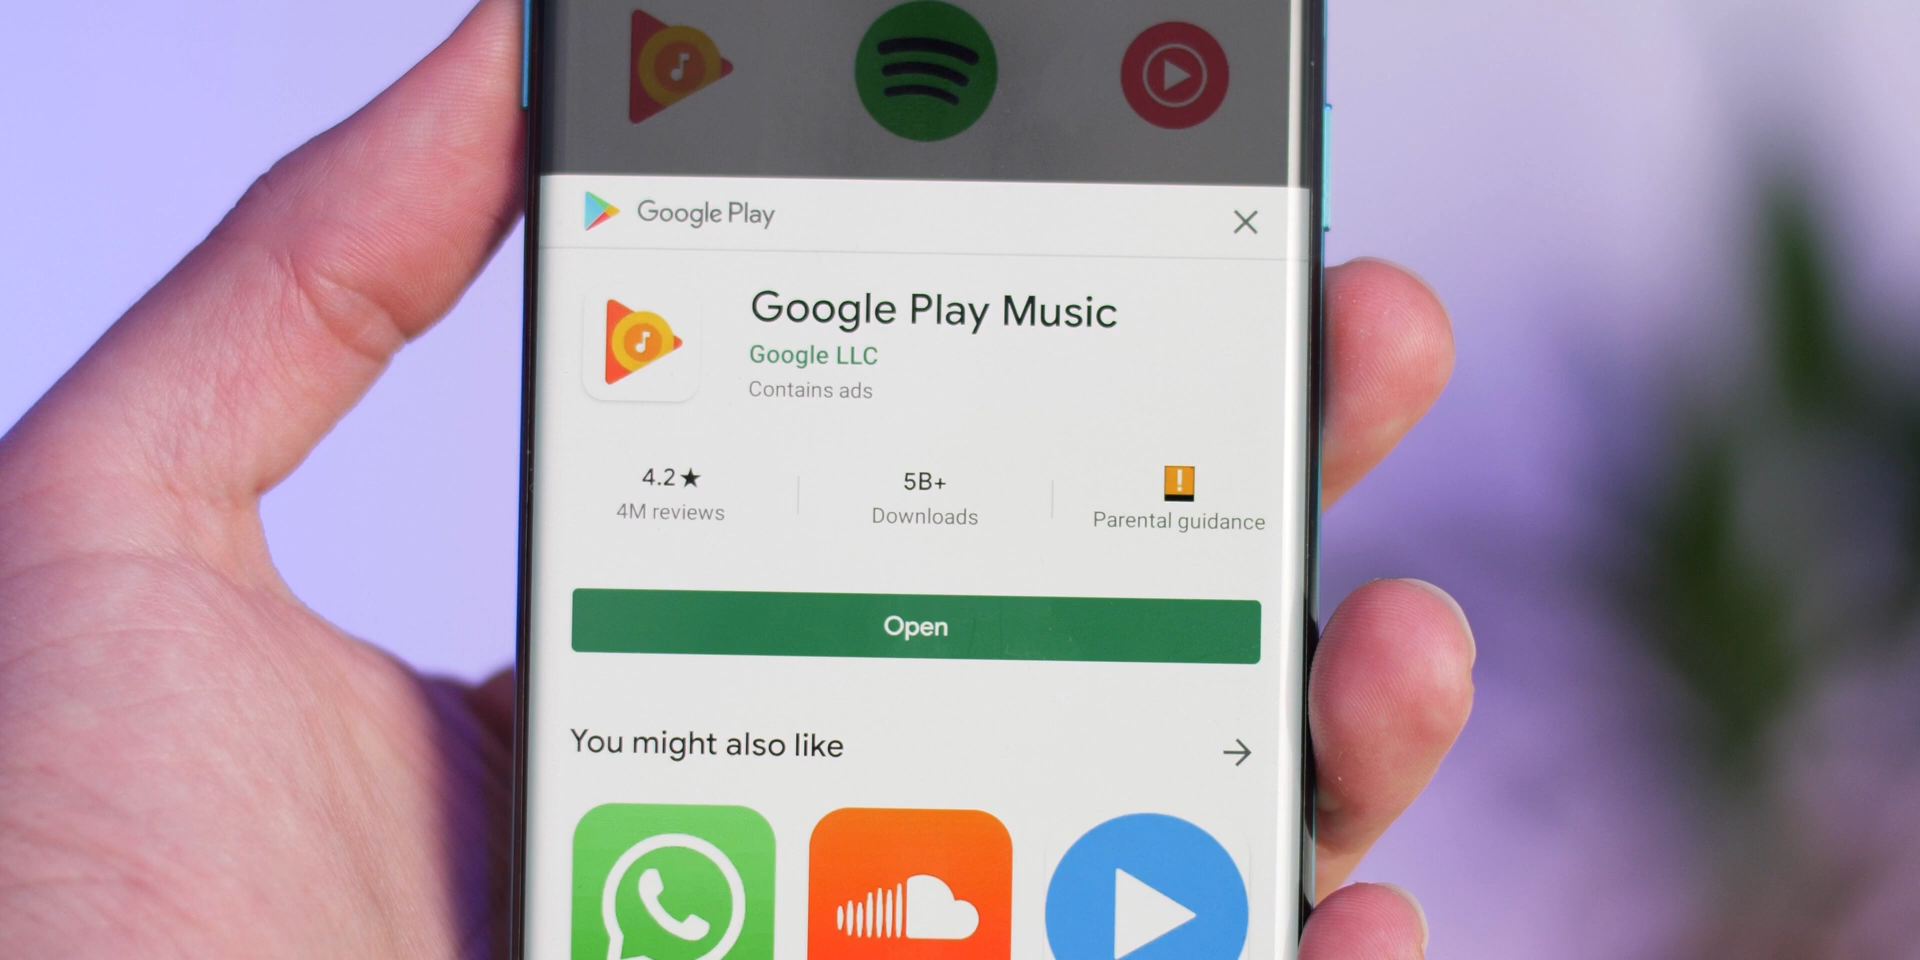 Google Play
Google Play Music
Google LLC
Contains ads
4.2★
4M reviews
5B+
Downloads
!
Parental guidance
Open
You might also like